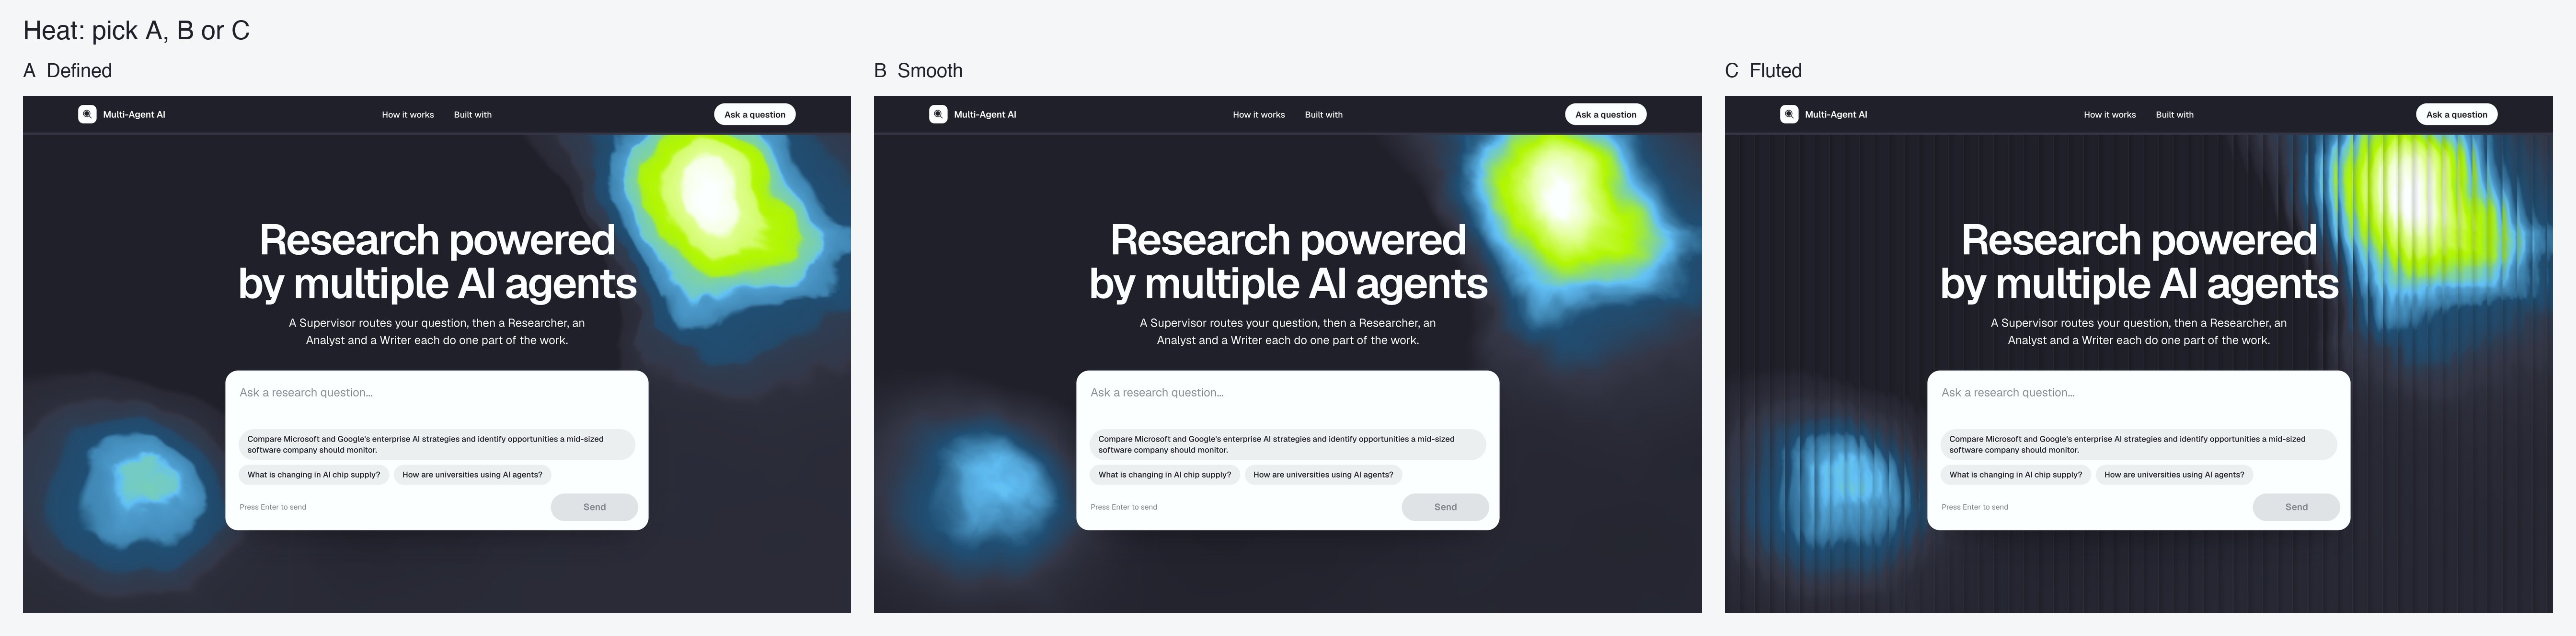 Heat: pick A, B or C
A Defined
Multi-Agent AI
How it works
Built with
Ask a question
Research powered
by multiple AI agents
A Supervisor routes your question, then a Researcher, an
Analyst and a Writer each do one part of the work.
Ask a research question...
Compare Microsoft and Google's enterprise AI strategies and identify opportunities a mid-sized
software company should monitor.
What is changing in AI chip supply?
How are universities using AI agents?
Press Enter to send
Send
B Smooth
Multi-Agent AI
How it works
Built with
Ask a question
Research powered
by multiple AI agents
A Supervisor routes your question, then a Researcher, an
Analyst and a Writer each do one part of the work.
Ask a research question...
Compare Microsoft and Google's enterprise AI strategies and identify opportunities a mid-sized
software company should monitor.
What is changing in AI chip supply?
How are universities using AI agents?
Press Enter to send
Send
C Fluted
Multi-Agent AI
How it works
Built with
Ask a question
Research powered
by multiple AI agents
A Supervisor routes your question, then a Researcher, an
Analyst and a Writer each do one part of the work.
Ask a research question...
Compare Microsoft and Google's enterprise AI strategies and identify opportunities a mid-sized
software company should monitor.
What is changing in AI chip supply?
How are universities using AI agents?
Press Enter to send
Send